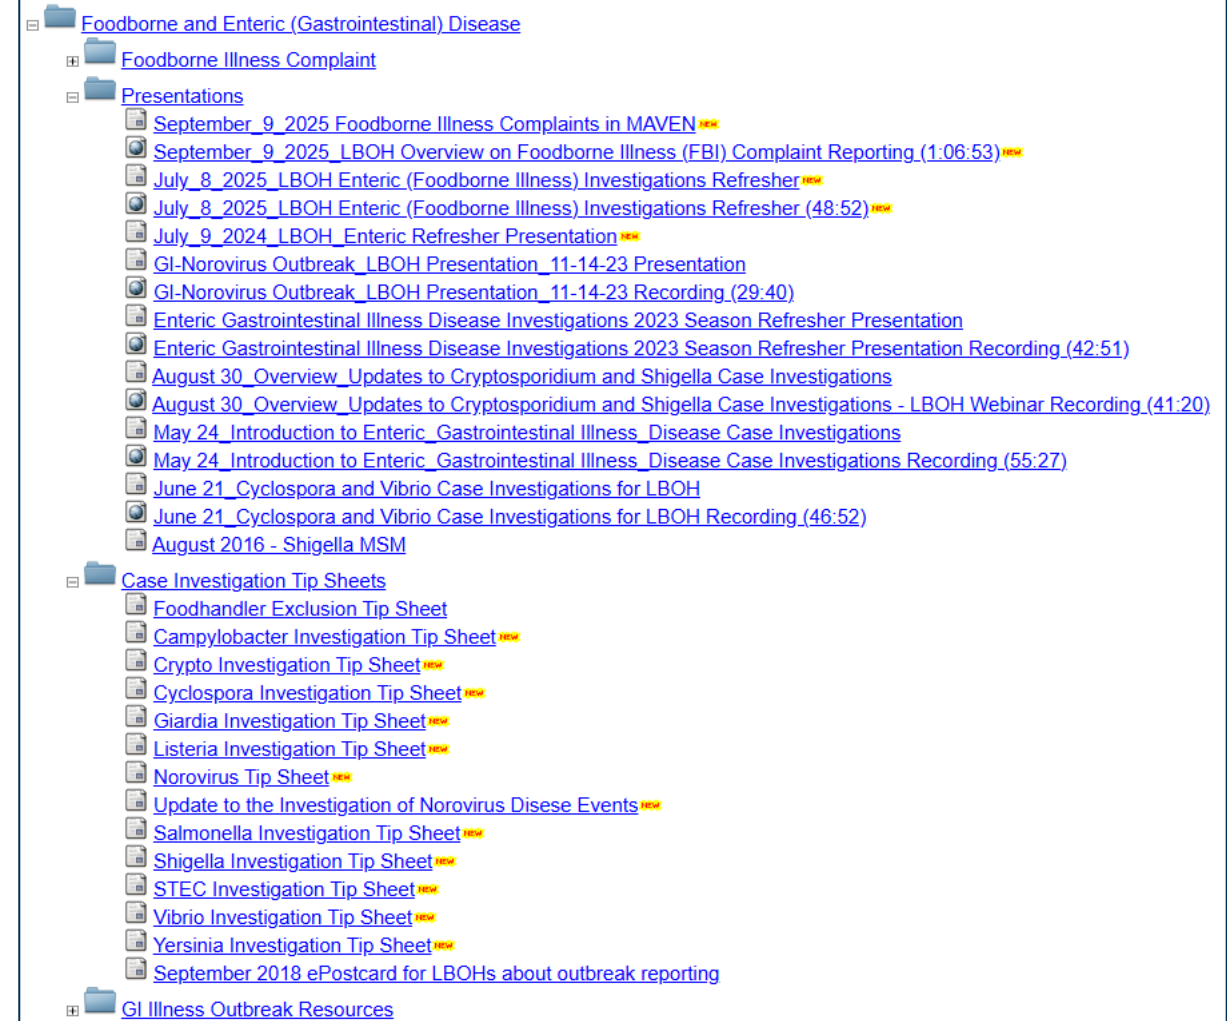 Foodborne and Enteric (Gastrointestinal) Disease
Foodborne Illness Complaint
Presentations
September_9_2025 Foodborne Illness Complaints in MAVEN NEW
September_9_2025_LBOH Overview on Foodborne Illness (FBI) Complaint Reporting (1:06:53) NEW
July_8_2025_LBOH Enteric (Foodborne Illness) Investigations Refresher NEW
July_8_2025_LBOH Enteric (Foodborne Illness) Investigations Refresher (48:52) NEW
July_9_2024_LBOH_Enteric Refresher Presentation NEW
GI-Norovirus Outbreak_LBOH Presentation_11-14-23 Presentation
GI-Norovirus Outbreak_LBOH Presentation_11-14-23 Recording (29:40)
Enteric Gastrointestinal Illness Disease Investigations 2023 Season Refresher Presentation
Enteric Gastrointestinal Illness Disease Investigations 2023 Season Refresher Presentation Recording (42:51)
August 30_Overview_Updates to Cryptosporidium and Shigella Case Investigations
August 30_Overview_Updates to Cryptosporidium and Shigella Case Investigations - LBOH Webinar Recording (41:20)
May 24_Introduction to Enteric_Gastrointestinal Illness_Disease Case Investigations
May 24_Introduction to Enteric_Gastrointestinal Illness_Disease Case Investigations Recording (55:27)
June 21_Cyclospora and Vibrio Case Investigations for LBOH
June 21_Cyclospora and Vibrio Case Investigations for LBOH Recording (46:52)
August 2016 - Shigella MSM
Case Investigation Tip Sheets
Foodhandler Exclusion Tip Sheet
Campylobacter Investigation Tip Sheet NEW
Crypto Investigation Tip Sheet NEW
Cyclospora Investigation Tip Sheet NEW
Giardia Investigation Tip Sheet NEW
Listeria Investigation Tip Sheet NEW
Norovirus Tip Sheet NEW
Update to the Investigation of Norovirus Disese Events NEW
Salmonella Investigation Tip Sheet NEW
Shigella Investigation Tip Sheet NEW
STEC Investigation Tip Sheet NEW
Vibrio Investigation Tip Sheet NEW
Yersinia Investigation Tip Sheet NEW
September 2018 ePostcard for LBOHs about outbreak reporting
GI Illness Outbreak Resources